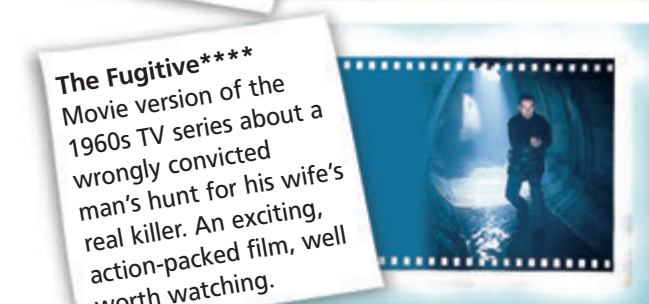 The Fugitive****
Movie version of the
1960s TV series about a
wrongly convicted
man's hunt for his wife's
real killer. An exciting,
action-packed film, well
worth watching.